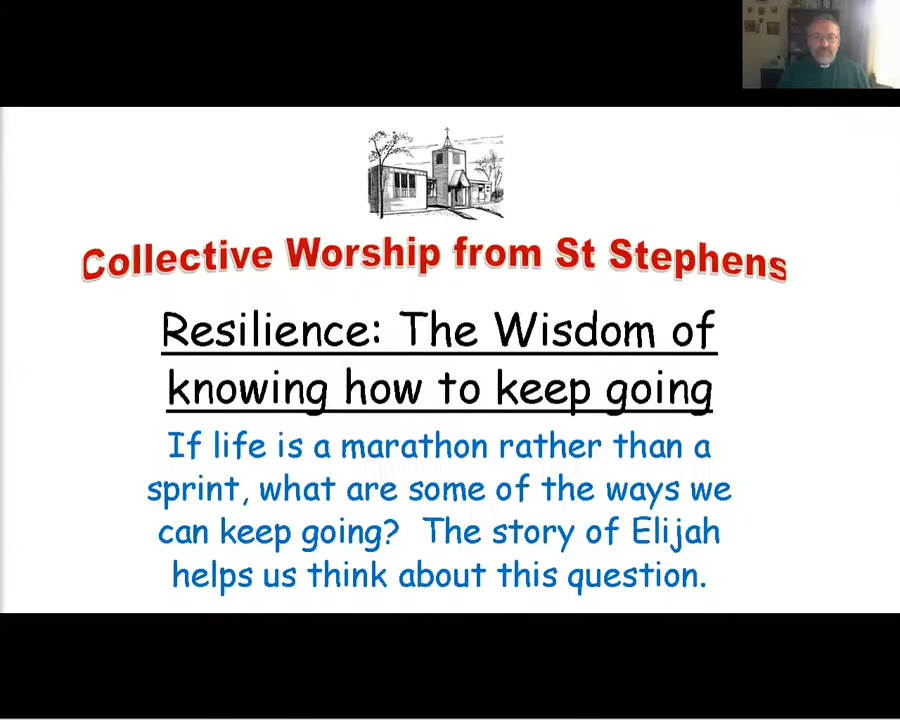 Collective Worship from St Stephens
Resilience: The Wisdom of
knowing how to keep going
If life is a marathon rather than a
sprint, what are some of the ways we
can keep going? The story of Elijah
helps us think about this question.